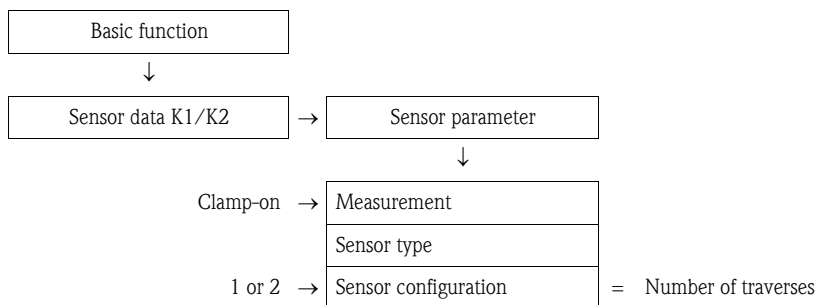 Basic function
↓
Sensor data K1/K2 → Sensor parameter
↓
Clamp-on → Measurement
Sensor type
1 or 2 → Sensor configuration = Number of traverses